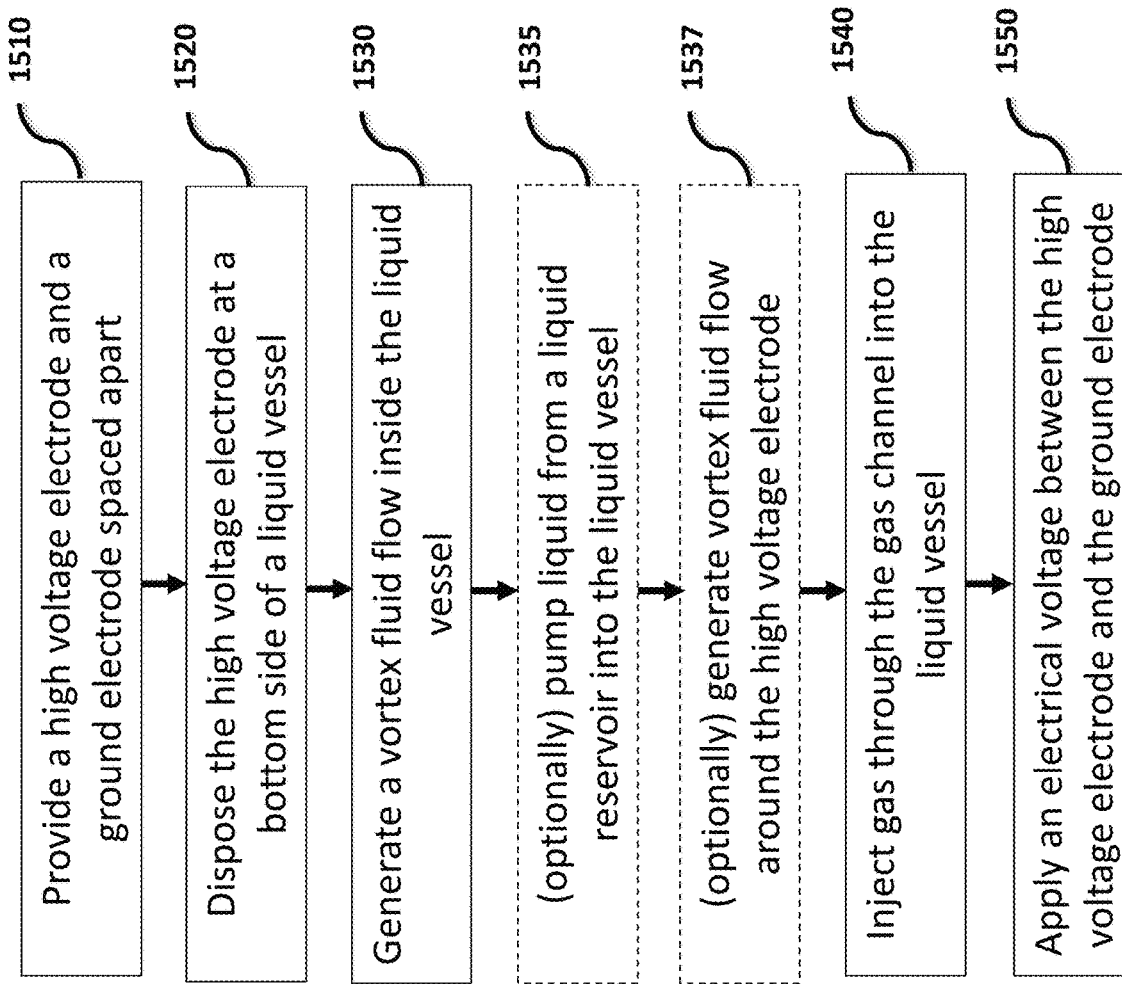 1510
Provide a high voltage electrode and a
ground electrode spaced apart
1520
Dispose the high voltage electrode at a
bottom side of a liquid vessel
1530
Generate a vortex fluid flow inside the liquid
vessel
1535
(optionally) pump liquid from a liquid
reservoir into the liquid vessel
1537
(optionally) generate vortex fluid flow
around the high voltage electrode
1540
Inject gas through the gas channel into the
liquid vessel
1550
Apply an electrical voltage between the high
voltage electrode and the ground electrode